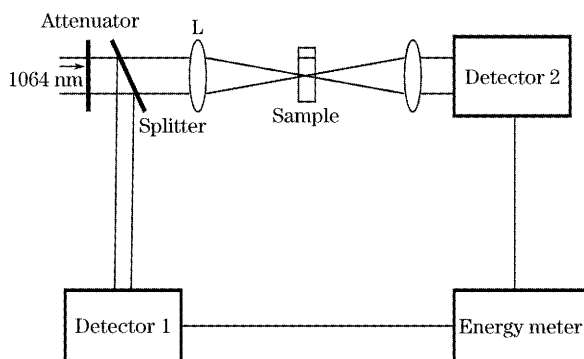 Attenuator
L
1064 nm
Splitter
Sample
Detector 2
Detector 1
Energy meter